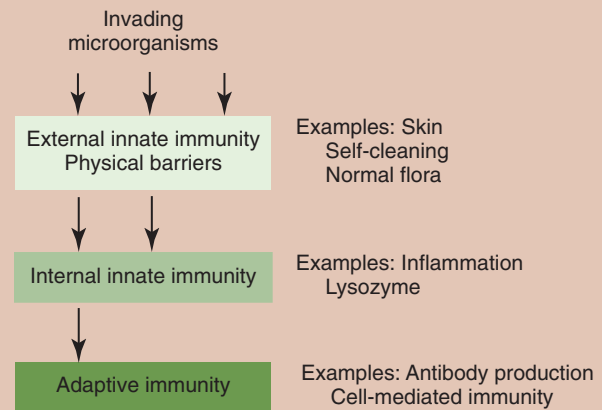 Invading
microorganisms
External innate immunity
Physical barriers
Examples: Skin
Self-cleaning
Normal flora
Internal innate immunity
Examples: Inflammation
Lysozyme
Adaptive immunity
Examples: Antibody production
Cell-mediated immunity